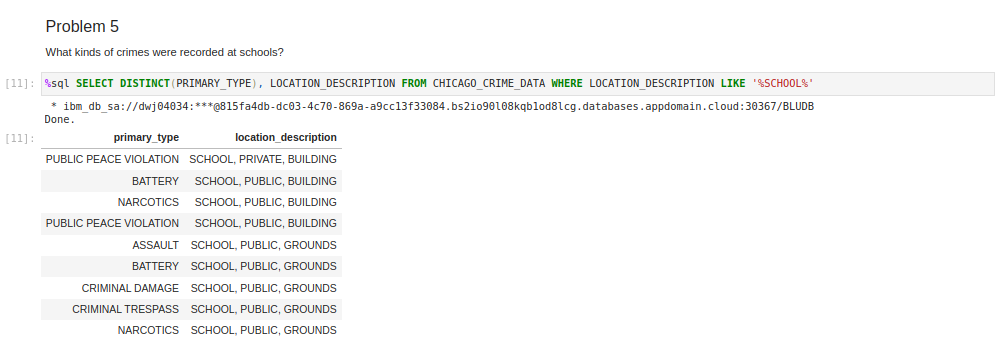 Problem 5
What kinds of crimes were recorded at schools?
[11]: %sql SELECT DISTINCT(PRIMARY_TYPE), LOCATION_DESCRIPTION FROM CHICAGO_CRIME_DATA WHERE LOCATION_DESCRIPTION LIKE '%SCHOOL%'
* ibm_db_sa://dwj04034:***@815fa4db-dc03-4c70-869a-a9cc13f33084.bs2io90l08kqb1od8lcg.databases.appdomain.cloud:30367/BLUDB
Done.
[11]: primary_type location_description
PUBLIC PEACE VIOLATION SCHOOL, PRIVATE, BUILDING
BATTERY SCHOOL, PUBLIC, BUILDING
NARCOTICS SCHOOL, PUBLIC, BUILDING
PUBLIC PEACE VIOLATION SCHOOL, PUBLIC, BUILDING
ASSAULT SCHOOL, PUBLIC, GROUNDS
BATTERY SCHOOL, PUBLIC, GROUNDS
CRIMINAL DAMAGE SCHOOL, PUBLIC, GROUNDS
CRIMINAL TRESPASS SCHOOL, PUBLIC, GROUNDS
NARCOTICS SCHOOL, PUBLIC, GROUNDS